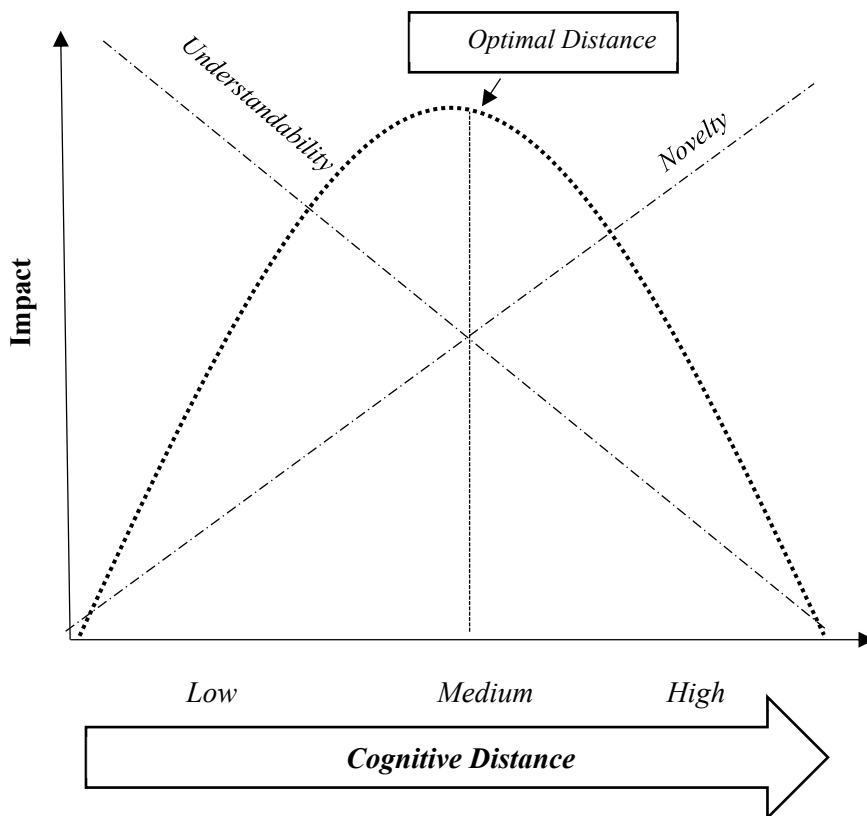 Optimal Distance
Understandability
Novelty
Impact
Low Medium High
Cognitive Distance